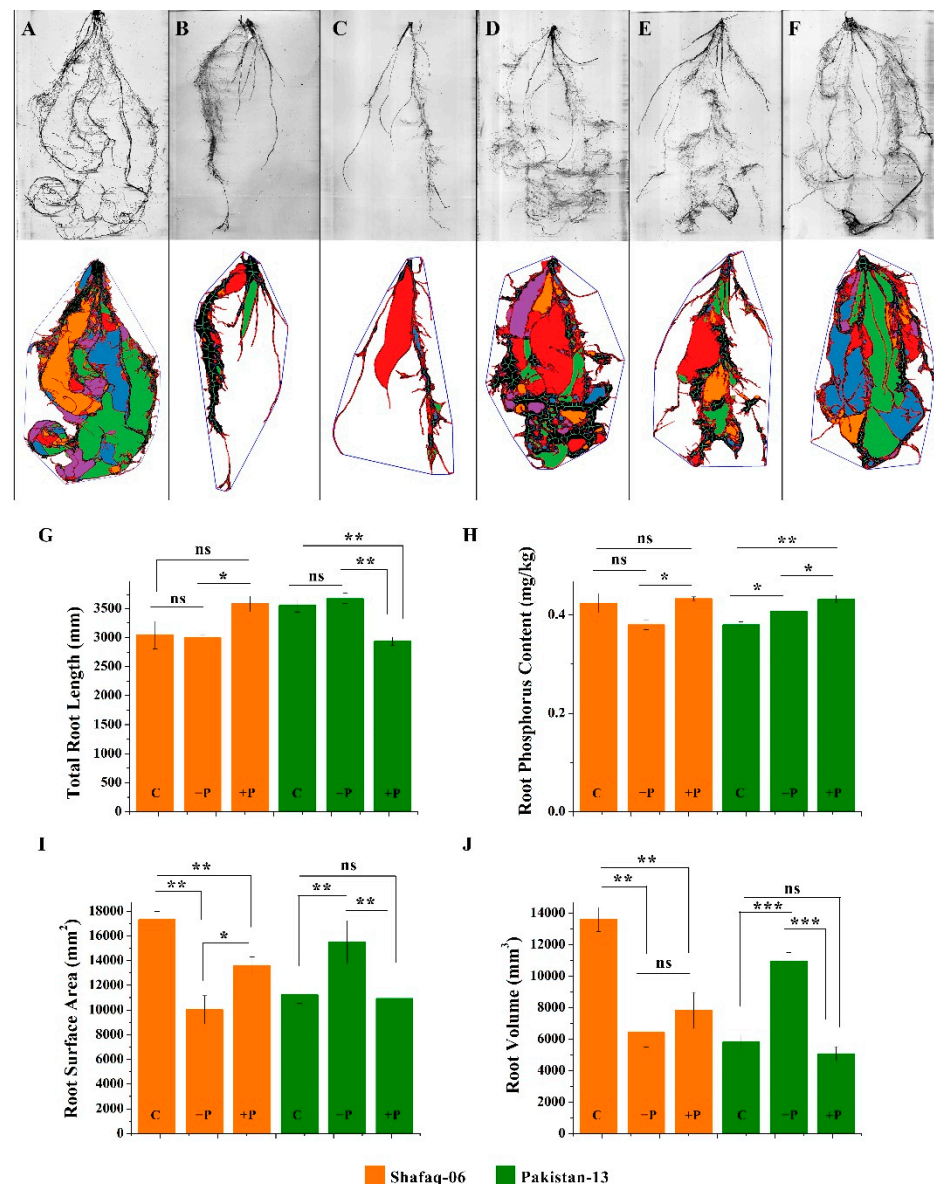 A B C D E F
G
ns
**
ns
*
ns
**
3500
3000
2500
2000
1500
1000
500
0
Total Root Length (mm)
C −P +P C −P +P
H
ns
**
ns
*
*
*
0.4
0.2
0.0
Root Phosphorus Content (mg/kg)
C −P +P C −P +P
I
**
ns
**
**
**
*
18000
16000
14000
12000
10000
8000
6000
4000
2000
0
Root Surface Area (mm²)
C −P +P C −P +P
J
**
ns
**
***
***
ns
14000
12000
10000
8000
6000
4000
2000
0
Root Volume (mm³)
C −P +P C −P +P
Shafaq-06 Pakistan-13